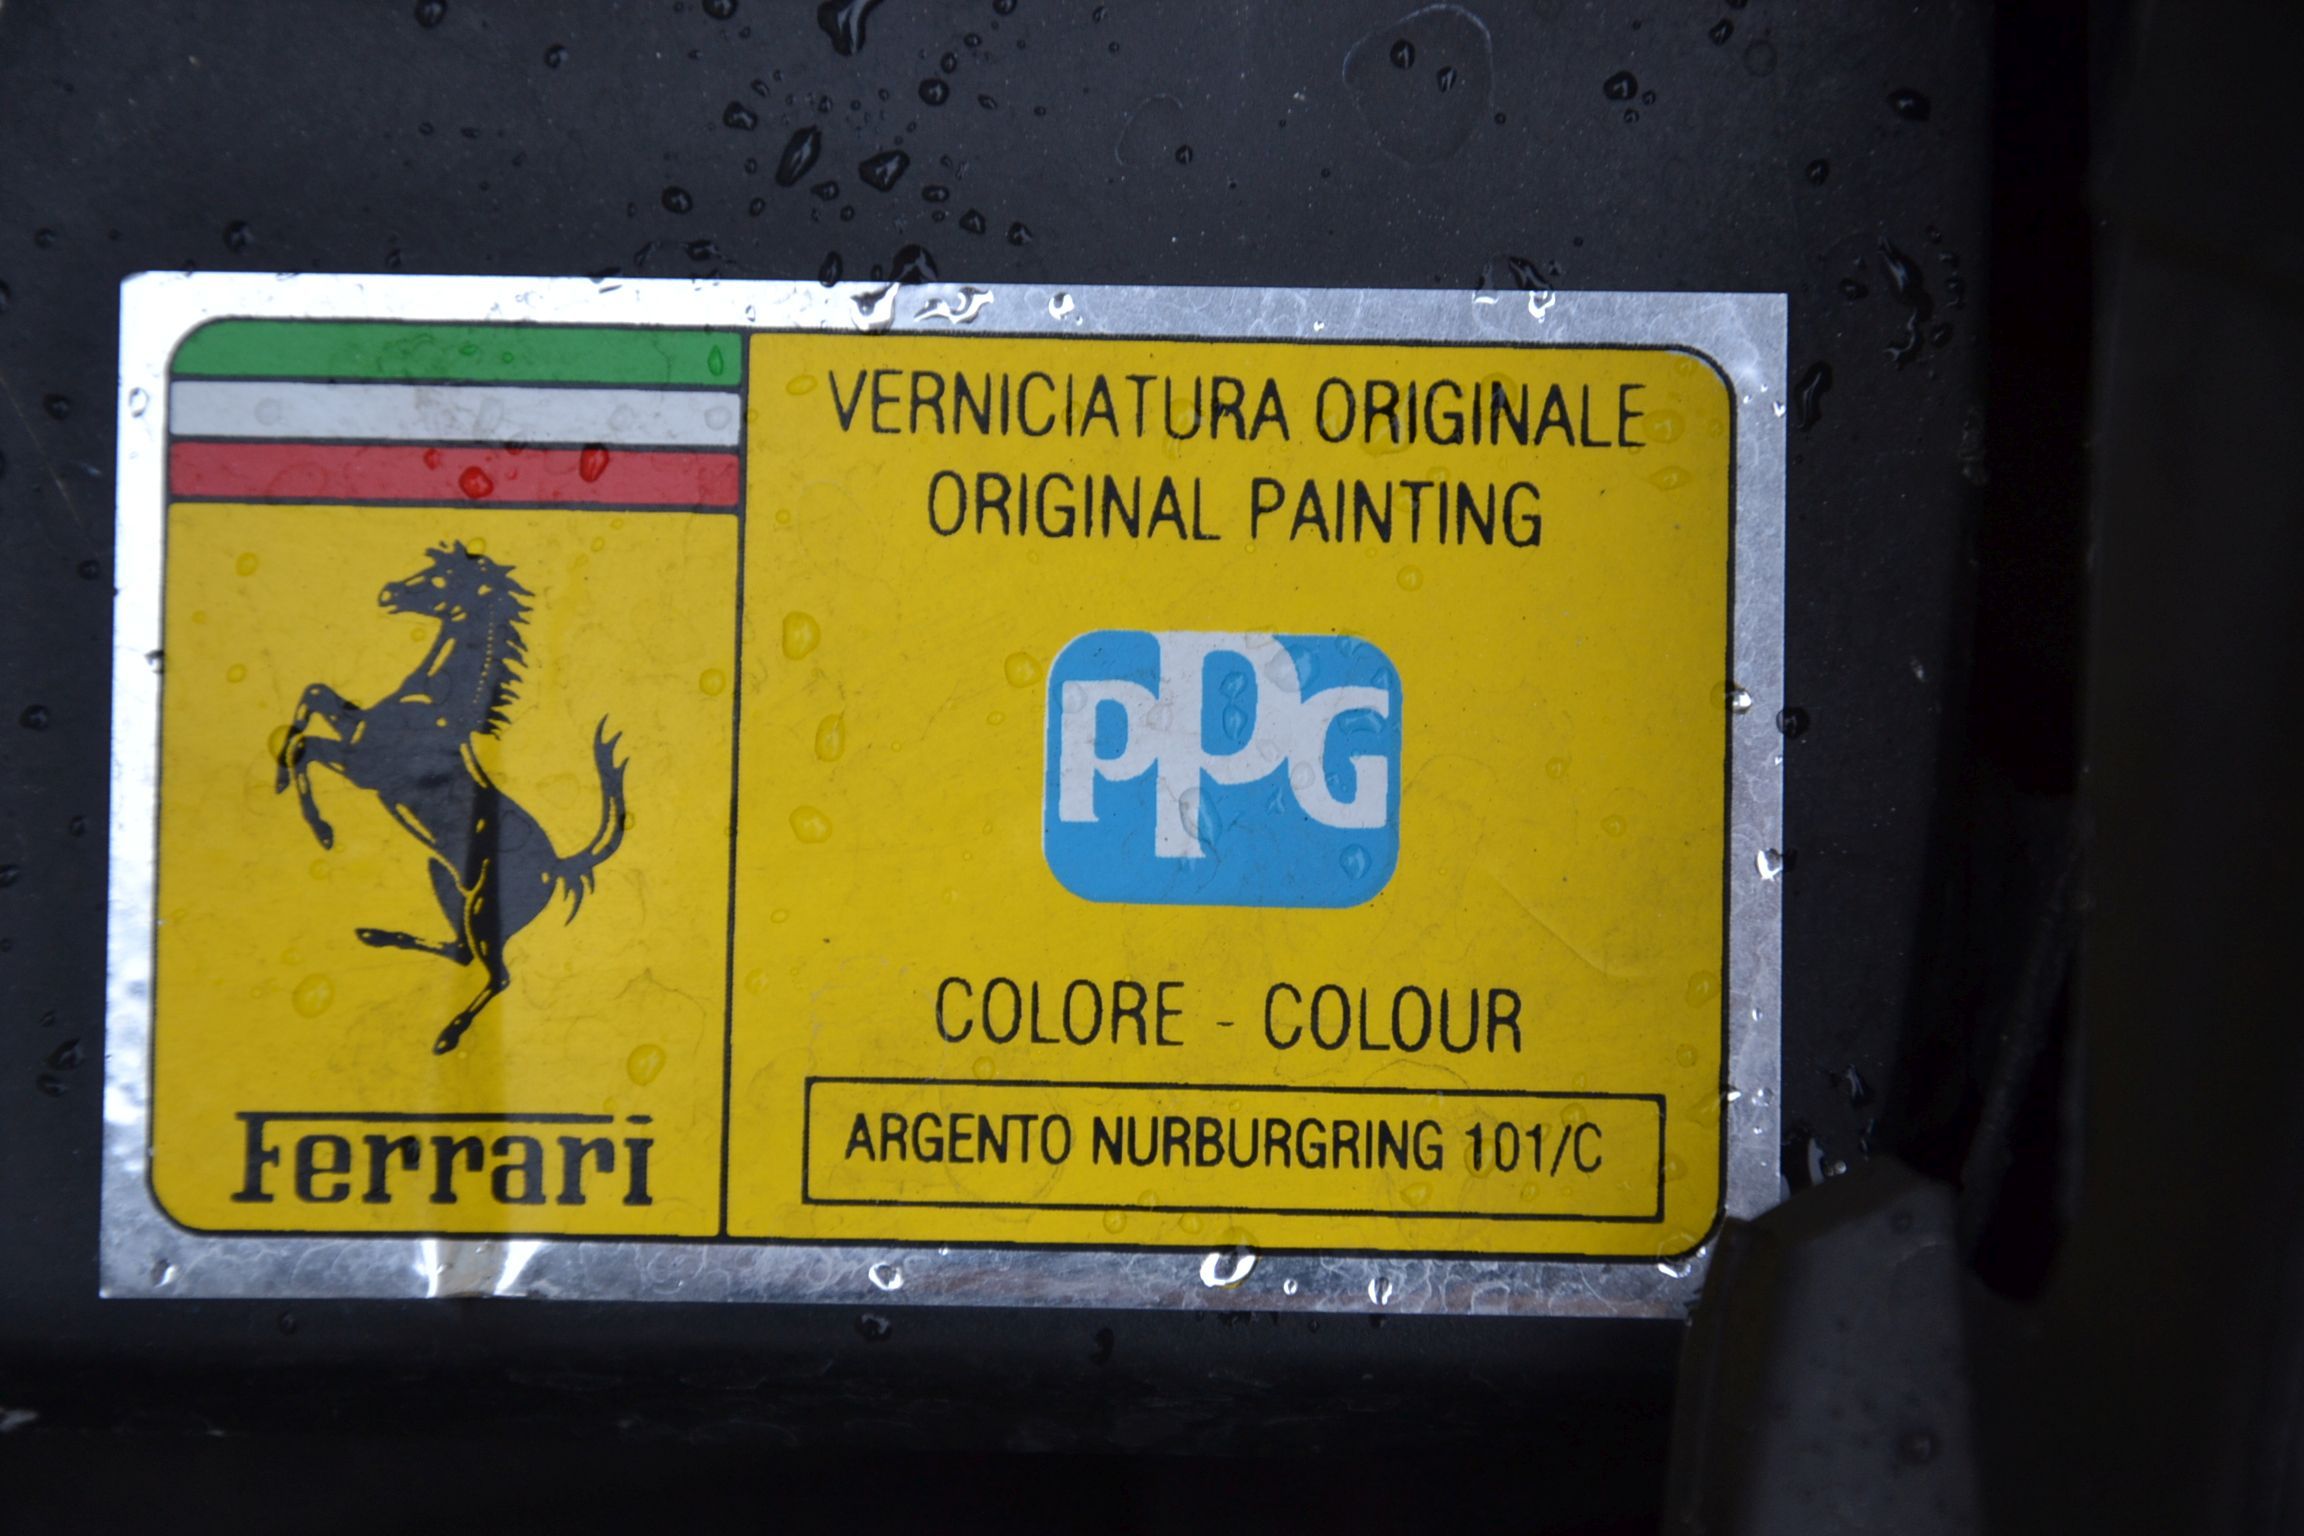 VERNICIATURA ORIGINALE
ORIGINAL PAINTING
PPG
COLORE - COLOUR
ARGENTO NURBURGRING 101/C
Ferrari